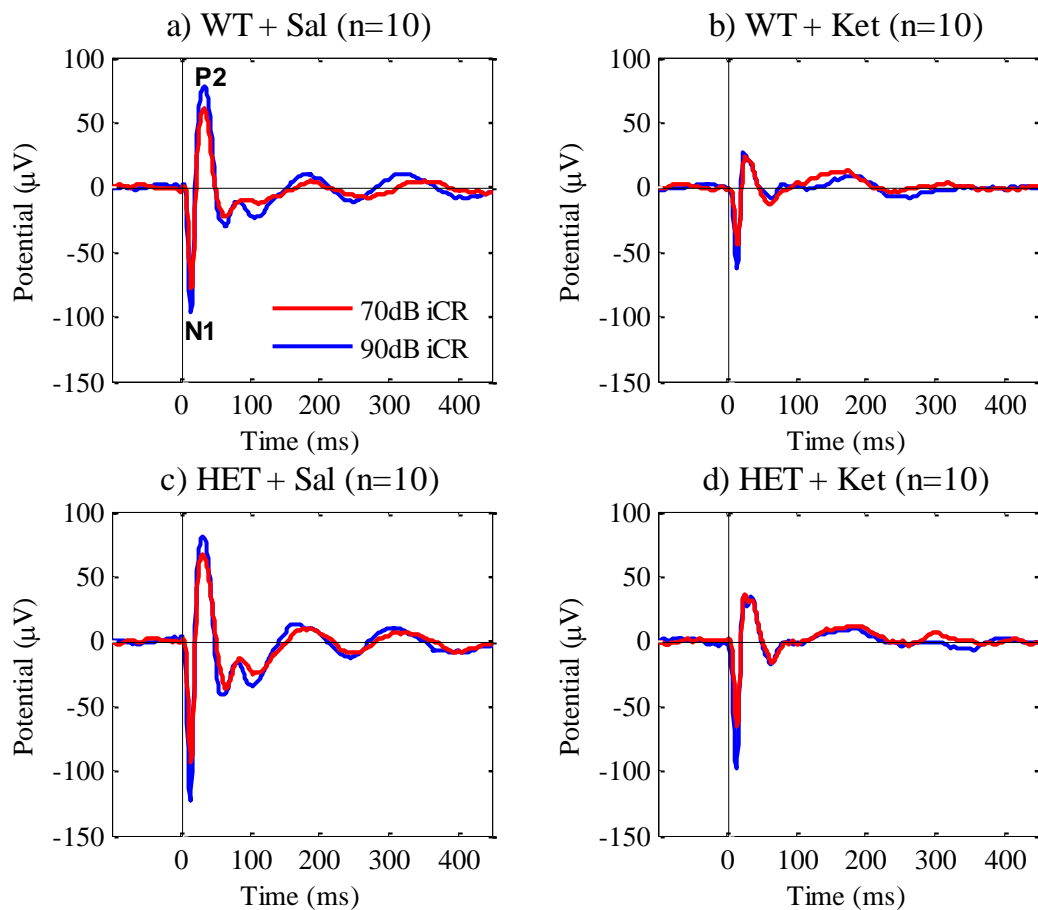 a) WT + Sal (n=10)
100
50
0
-50
-100
-150
Potential (µV)
P2
N1
70dB iCR
90dB iCR
0 100 200 300 400
Time (ms)
b) WT + Ket (n=10)
100
50
0
-50
-100
-150
Potential (µV)
0 100 200 300 400
Time (ms)
c) HET + Sal (n=10)
100
50
0
-50
-100
-150
Potential (µV)
0 100 200 300 400
Time (ms)
d) HET + Ket (n=10)
100
50
0
-50
-100
-150
Potential (µV)
0 100 200 300 400
Time (ms)